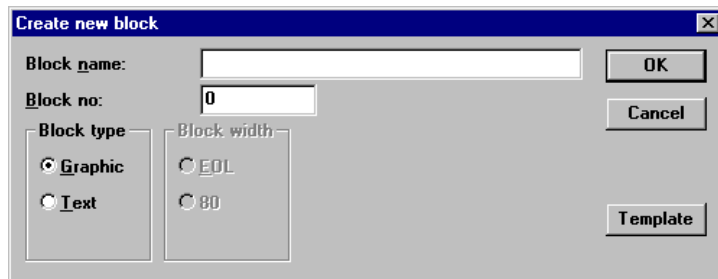 Create new block
Block name:
OK
Block no:
0
Cancel
Block type
Block width
Graphic
EOL
Text
80
Template